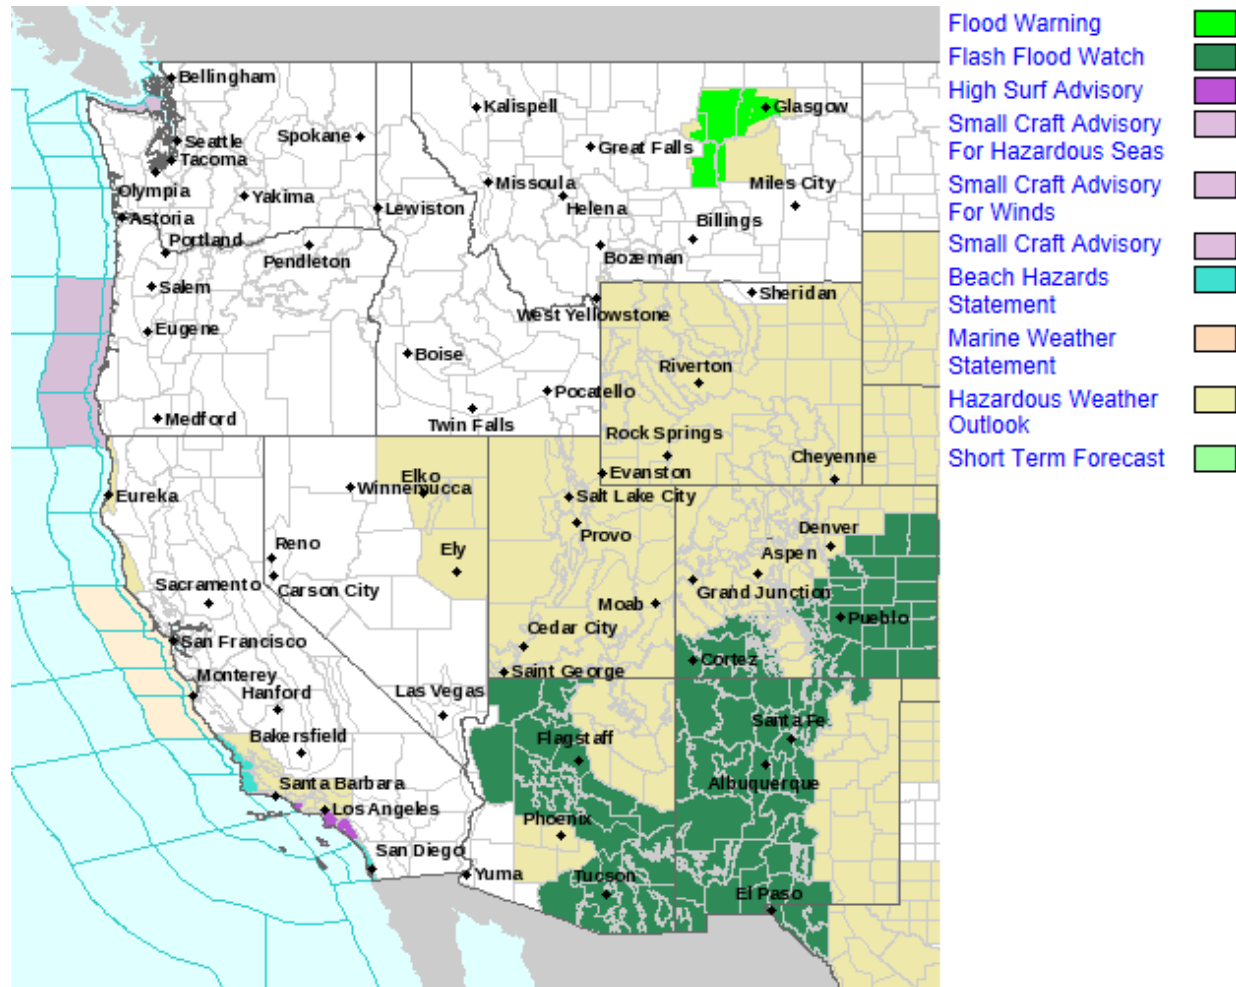 Bellingham
Kalispell
Glasgow
Seattle
Spokane
Great Falls
Tacoma
Olympia
Missoula
Miles City
Yakima
Lewiston
Helena
Astoria
Billings
Portland
Pendleton
Bozeman
Salem
Sheridan
West Yellowstone
Eugene
Boise
Riverton
Pocatello
Medford
Twin Falls
Rock Springs
Cheyenne
Evanston
Elko
Winnemucca
Eureka
Salt Lake City
Provo
Denver
Reno
Ely
Aspen
Carson City
Grand Junction
Sacramento
Moab
Pueblo
San Francisco
Cedar City
Cortez
Saint George
Monterey
Hanford
Las Vegas
Santa Fe
Bakersfield
Flagstaff
Albuquerque
Santa Barbara
Los Angeles
Phoenix
San Diego
Yuma
Tucson
El Paso
Flood Warning
Flash Flood Watch
High Surf Advisory
Small Craft Advisory
For Hazardous Seas
Small Craft Advisory
For Winds
Small Craft Advisory
Beach Hazards
Statement
Marine Weather
Statement
Hazardous Weather
Outlook
Short Term Forecast